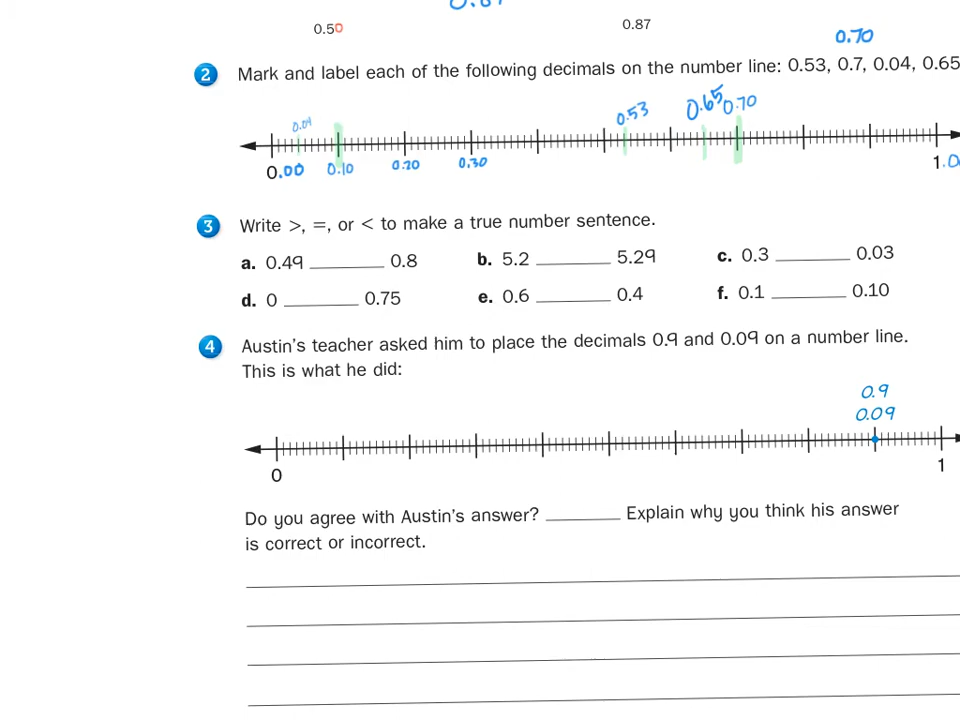 0.50 0.87
0.70
2 Mark and label each of the following decimals on the number line: 0.53, 0.7, 0.04, 0.65
0.04 0.53 0.65 0.70
0.00 0.10 0.20 0.30 1.0
3 Write >, =, or < to make a true number sentence.
a. 0.49 ________ 0.8 b. 5.2 ________ 5.29 c. 0.3 ________ 0.03
d. 0 ________ 0.75 e. 0.6 ________ 0.4 f. 0.1 ________ 0.10
4 Austin's teacher asked him to place the decimals 0.9 and 0.09 on a number line.
This is what he did:
0.9
0.09
0 1
Do you agree with Austin's answer? ________ Explain why you think his answer
is correct or incorrect.